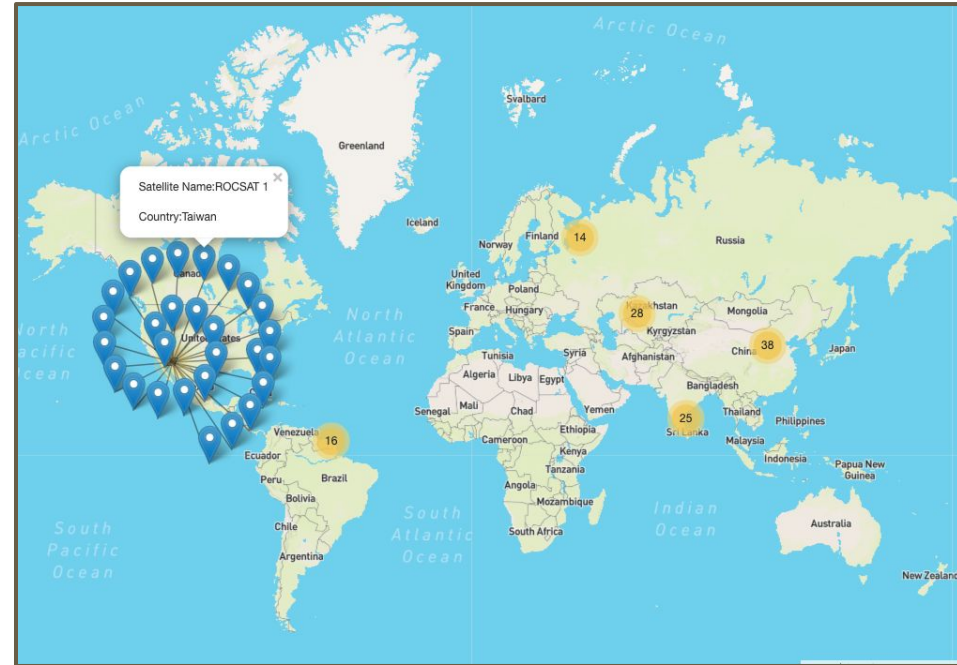 Arctic Ocean
Svalbard
Greenland
Arctic Ocean
Satellite Name:ROCSAT 1
×
Country:Taiwan
Iceland
Finland
14
Norway
Russia
Canada
United
Kingdom
Poland
France
Hungary
Kazakhstan
28
Mongolia
North
Pacific
Ocean
North
Atlantic
Ocean
United States
Spain
Kyrgyzstan
38
China
Japan
Tunisia
Syria
Afghanistan
Algeria
Libya
Egypt
Bangladesh
Senegal
Mali
Chad
Yemen
Thailand
Philippines
25
Sri Lanka
Venezuela
16
Cameroon
Ethiopia
Malaysia
Ecuador
Kenya
Indonesia
Papua New
Guinea
Peru
Brazil
Tanzania
Angola
Bolivia
Mozambique
South
Pacific
Ocean
Chile
South
Atlantic
Ocean
South Africa
Indian
Ocean
Australia
Argentina
New Zealand